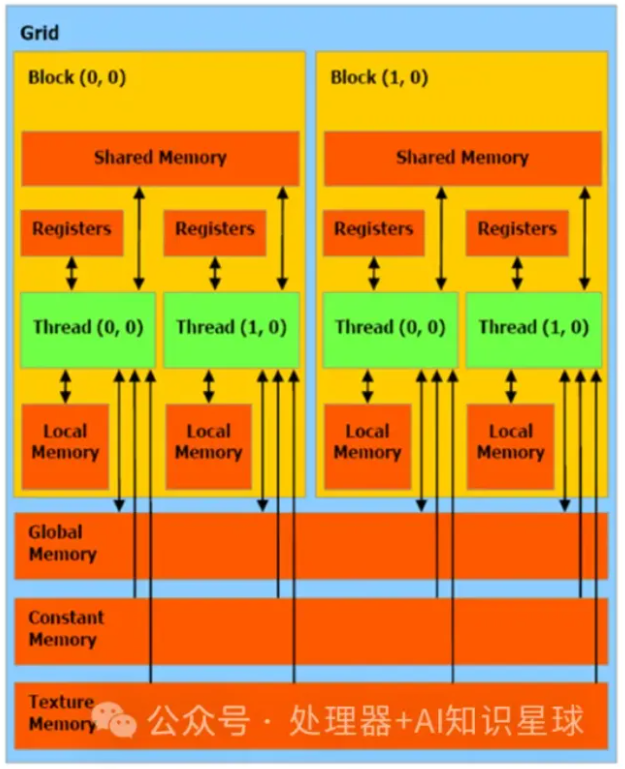 Grid
Block (0, 0)
Block (1, 0)
Shared Memory
Shared Memory
Registers
Registers
Registers
Registers
Thread (0, 0)
Thread (1, 0)
Thread (0, 0)
Thread (1, 0)
Local
Memory
Local
Memory
Local
Memory
Local
Memory
Global
Memory
Constant
Memory
Texture
Memory
公众号 · 处理器+AI知识星球